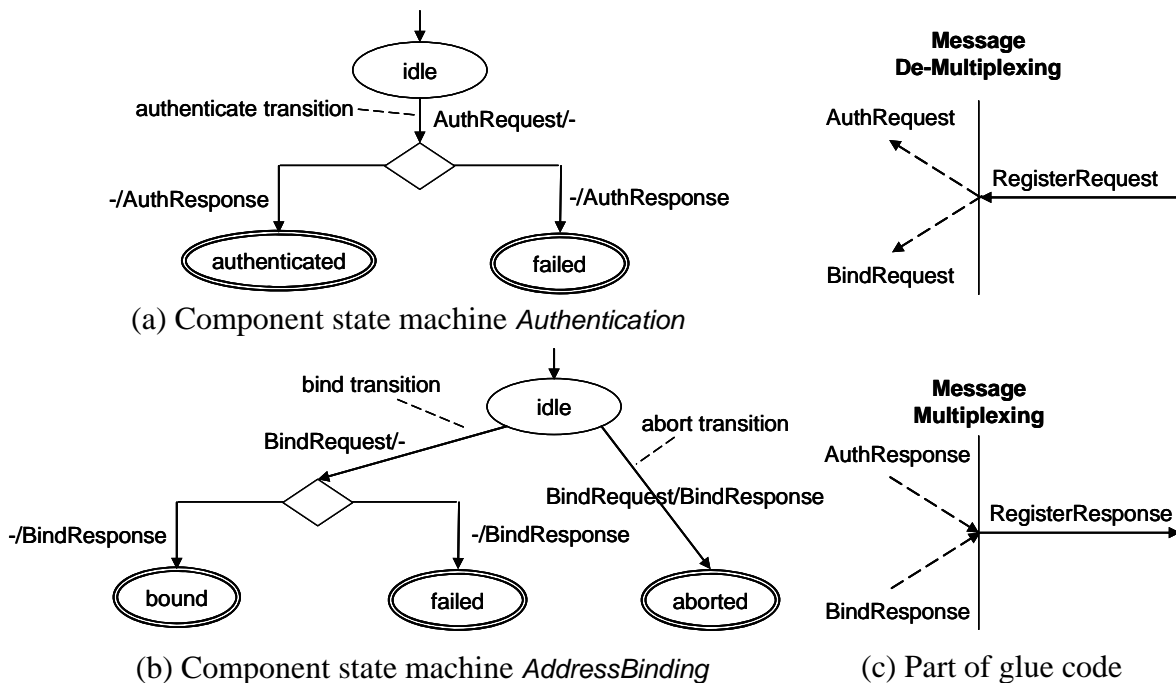 idle
authenticate transition
AuthRequest/-
-/AuthResponse
-/AuthResponse
authenticated
failed
(a) Component state machine Authentication
Message
De-Multiplexing
AuthRequest
RegisterRequest
BindRequest
bind transition
idle
abort transition
BindRequest/-
BindRequest/BindResponse
-/BindResponse
-/BindResponse
bound
failed
aborted
(b) Component state machine AddressBinding
Message
Multiplexing
AuthResponse
RegisterResponse
BindResponse
(c) Part of glue code